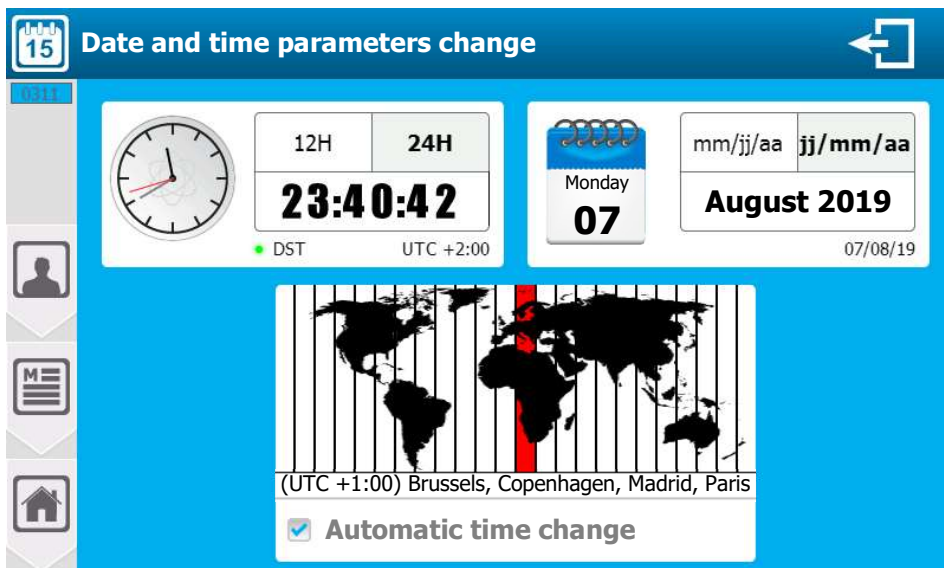 15 Date and time parameters change
0311
12H 24H
23:40:42
DST UTC +2:00
Monday
07
mm/jj/aa jj/mm/aa
August 2019
07/08/19
M
(UTC +1:00) Brussels, Copenhagen, Madrid, Paris
Automatic time change